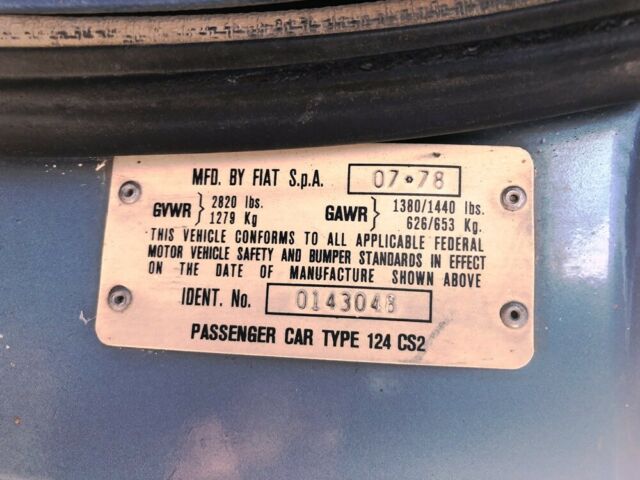 MFD. BY FIAT S.p.A. 07•78
GVWR } 2820 lbs. 1279 Kg GAWR } 1380/1440 lbs. 626/653 Kg.
THIS VEHICLE CONFORMS TO ALL APPLICABLE FEDERAL
MOTOR VEHICLE SAFETY AND BUMPER STANDARDS IN EFFECT
ON THE DATE OF MANUFACTURE SHOWN ABOVE
IDENT. No. 0143048
PASSENGER CAR TYPE 124 CS2